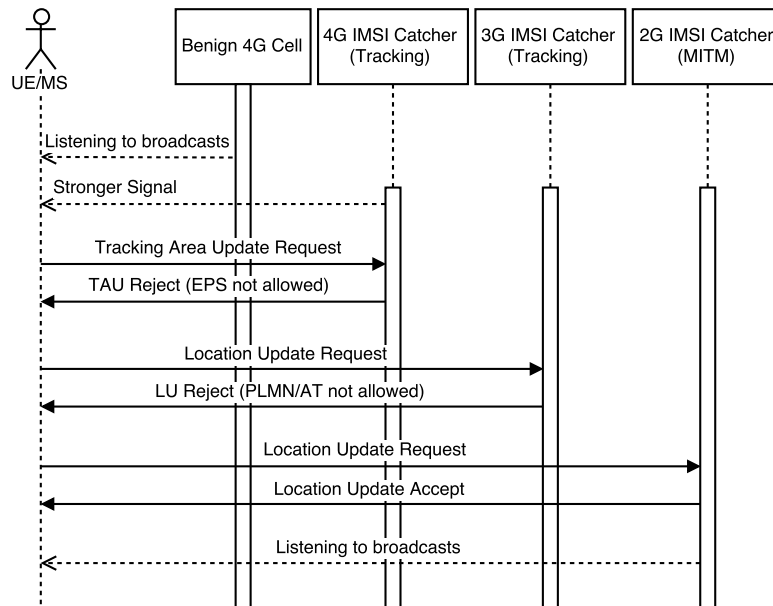 UE/MS
Benign 4G Cell
4G IMSI Catcher
(Tracking)
3G IMSI Catcher
(Tracking)
2G IMSI Catcher
(MITM)
Listening to broadcasts
Stronger Signal
Tracking Area Update Request
TAU Reject (EPS not allowed)
Location Update Request
LU Reject (PLMN/AT not allowed)
Location Update Request
Location Update Accept
Listening to broadcasts